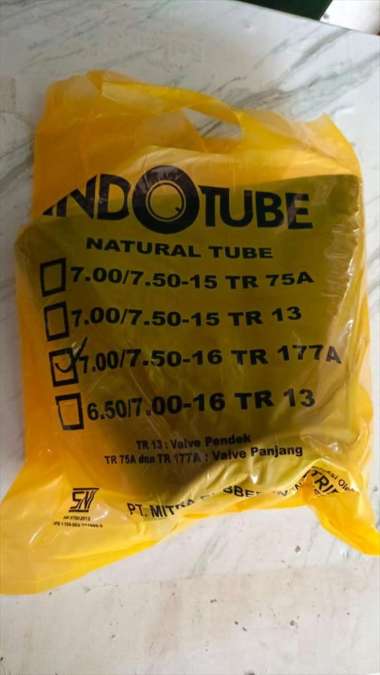 INDOTUBE
NATURAL TUBE
7.00/7.50-15 TR 75A
7.00/7.50-15 TR 13
7.00/7.50-16 TR 177A
6.50/7.00-16 TR 13
TR 13 : Valve Pendek
TR 75A dan TR 177A : Valve Panjang
SNI
PT. MITRA RUBBER